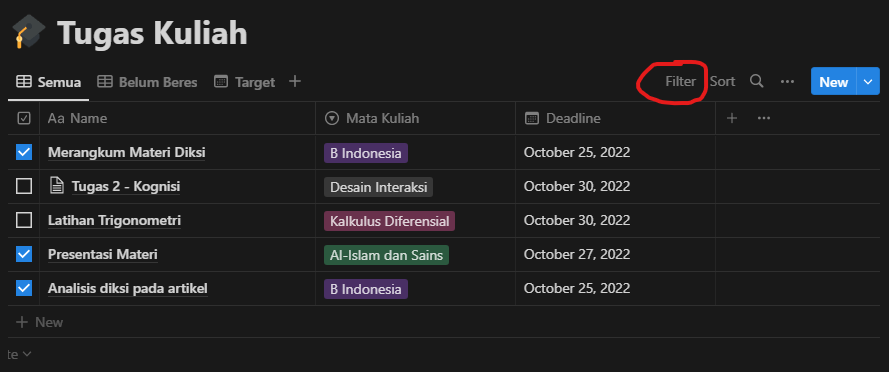 Tugas Kuliah
Semua Belum Beres Target Filter Sort New
Aa Name Mata Kuliah Deadline
Merangkum Materi Diksi B Indonesia October 25, 2022
Tugas 2 - Kognisi Desain Interaksi October 30, 2022
Latihan Trigonometri Kalkulus Diferensial October 30, 2022
Presentasi Materi Al-Islam dan Sains October 27, 2022
Analisis diksi pada artikel B Indonesia October 25, 2022
+ New